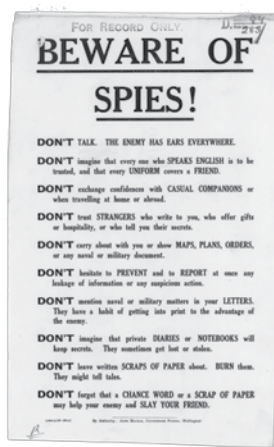 FOR RECORD ONLY.
BEWARE OF
SPIES!
DON'T TALK. THE ENEMY HAS EARS EVERYWHERE.
DON'T imagine that every one who SPEAKS ENGLISH is to be
trusted, and that every UNIFORM covers a FRIEND.
DON'T exchange confidences with CASUAL COMPANIONS or
when travelling at home or abroad.
DON'T trust STRANGERS who write to you, who offer gifts
or hospitality, or who tell you their secrets.
DON'T carry about with you or show MAPS, PLANS, ORDERS,
or any naval or military document.
DON'T hesitate to PREVENT and to REPORT at once any
leakage of information or any suspicious action.
DON'T mention naval or military matters in your LETTERS.
They have a habit of getting into print to the advantage of
the enemy.
DON'T imagine that private DIARIES or NOTEBOOKS will
keep secrets. They sometimes get lost or stolen.
DON'T leave written SCRAPS OF PAPER about. BURN them.
They might tell tales.
DON'T forget that a CHANCE WORD or a SCRAP OF PAPER
may help your enemy and SLAY YOUR FRIEND.
By Authority: Government Printer, Wellington